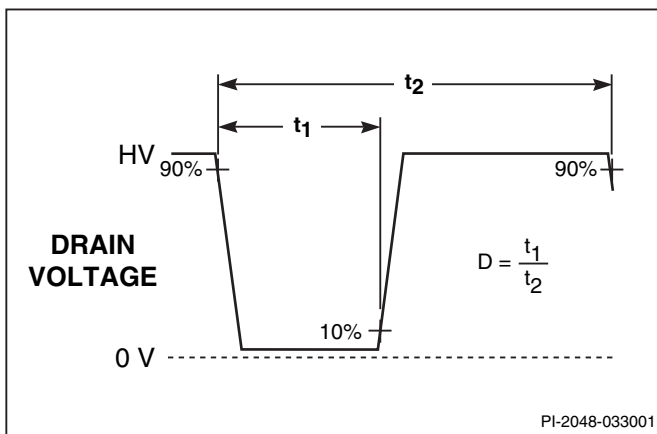 t2
t1
HV
90%
90%
DRAIN
VOLTAGE
D = t1
t2
10%
0 V
PI-2048-033001